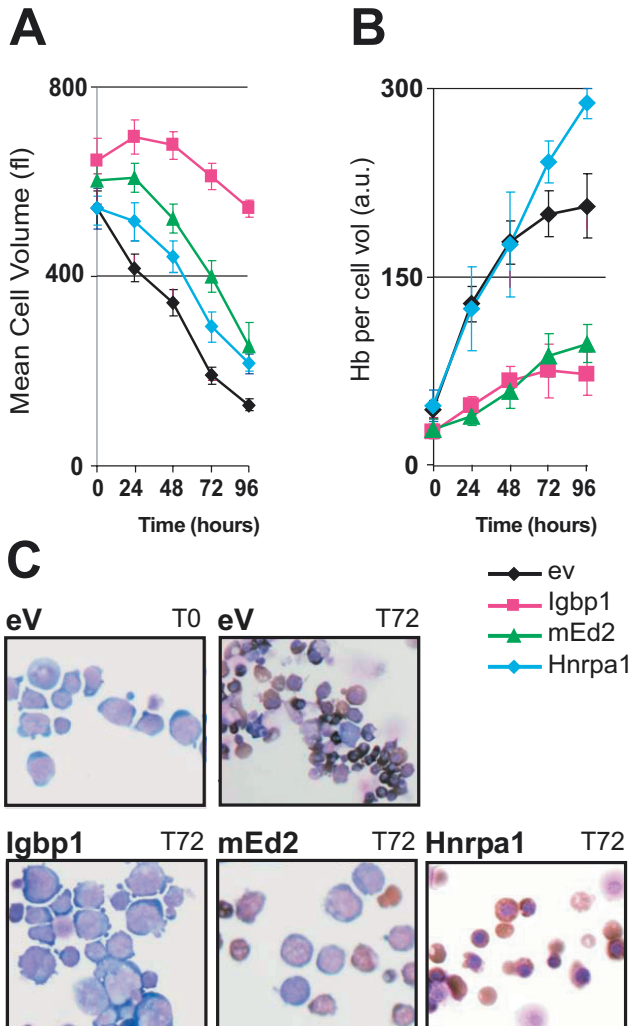 A
B
800
400
0
Mean Cell Volume (fl)
0 24 48 72 96
Time (hours)
300
150
0
Hb per cell vol (a.u.)
0 24 48 72 96
Time (hours)
C
ev
Igbp1
mEd2
Hnrpa1
eV T0
eV T72
Igbp1 T72
mEd2 T72
Hnrpa1 T72